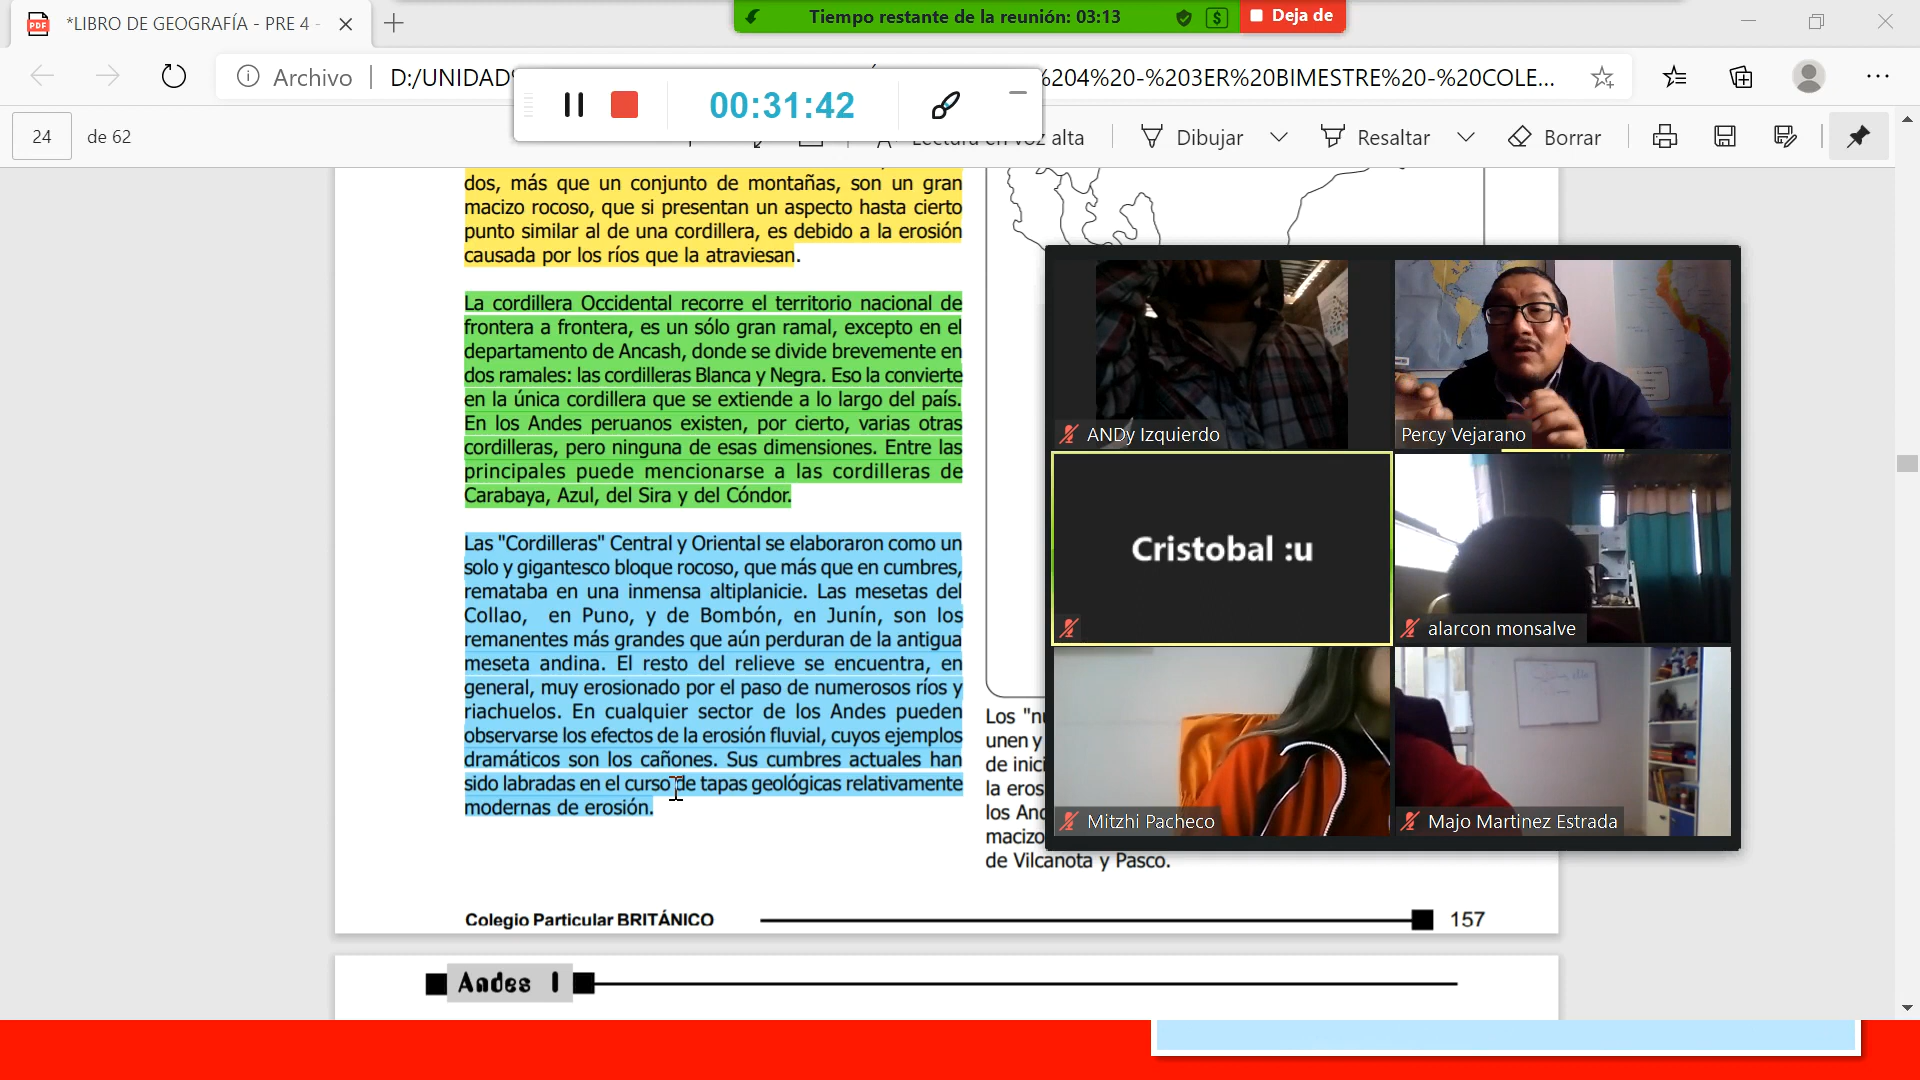 *LIBRO DE GEOGRAFÍA - PRE 4 -
Tiempo restante de la reunión: 03:13
Deja de
Archivo
D:/UNIDAD
%204%20-%203ER%20BIMESTRE%20-%20COLE...
00:31:42
24 de 62
Lectura en voz alta
Dibujar
Resaltar
Borrar
dos, más que un conjunto de montañas, son un gran
macizo rocoso, que si presentan un aspecto hasta cierto
punto similar al de una cordillera, es debido a la erosión
causada por los ríos que la atraviesan.
La cordillera Occidental recorre el territorio nacional de
frontera a frontera, es un sólo gran ramal, excepto en el
departamento de Ancash, donde se divide brevemente en
dos ramales: las cordilleras Blanca y Negra. Eso la convierte
en la única cordillera que se extiende a lo largo del país.
En los Andes peruanos existen, por cierto, varias otras
cordilleras, pero ninguna de esas dimensiones. Entre las
principales puede mencionarse a las cordilleras de
Carabaya, Azul, del Sira y del Cóndor.
Las "Cordilleras" Central y Oriental se elaboraron como un
solo y gigantesco bloque rocoso, que más que en cumbres,
remataba en una inmensa altiplanicie. Las mesetas del
Collao, en Puno, y de Bombón, en Junín, son los
remanentes más grandes que aún perduran de la antigua
meseta andina. El resto del relieve se encuentra, en
general, muy erosionado por el paso de numerosos ríos y
riachuelos. En cualquier sector de los Andes pueden
observarse los efectos de la erosión fluvial, cuyos ejemplos
dramáticos son los cañones. Sus cumbres actuales han
sido labradas en el curso de tapas geológicas relativamente
modernas de erosión.
Los "nu
unen y
de inici
la eros
los And
macizo
de Vilcanota y Pasco.
ANDy Izquierdo
Percy Vejarano
Cristobal :u
alarcon monsalve
Mitzhi Pacheco
Majo Martinez Estrada
Colegio Particular BRITÁNICO
157
Andes I